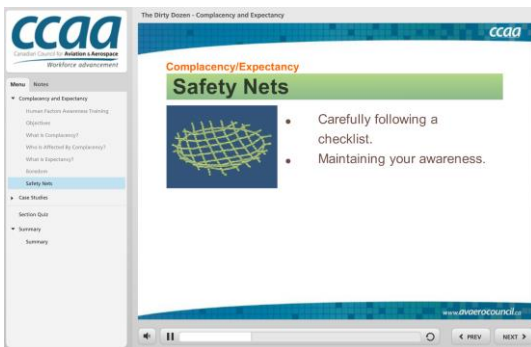 The Dirty Dozen - Complacency and Expectancy
ccaa
Canadian Council for Aviation & Aerospace
Workforce advancement
Menu Notes
Complacency and Expectancy
Human Factors Awareness Training
Objectives
What is Complacency?
Who is Affected By Complacency?
What is Expectancy?
Boredom
Safety Nets
Case Studies
Section Quiz
Summary
Summary
ccaa
Complacency/Expectancy
Safety Nets
• Carefully following a
checklist.
• Maintaining your awareness.
www.avaerocouncil.ca
PREV NEXT